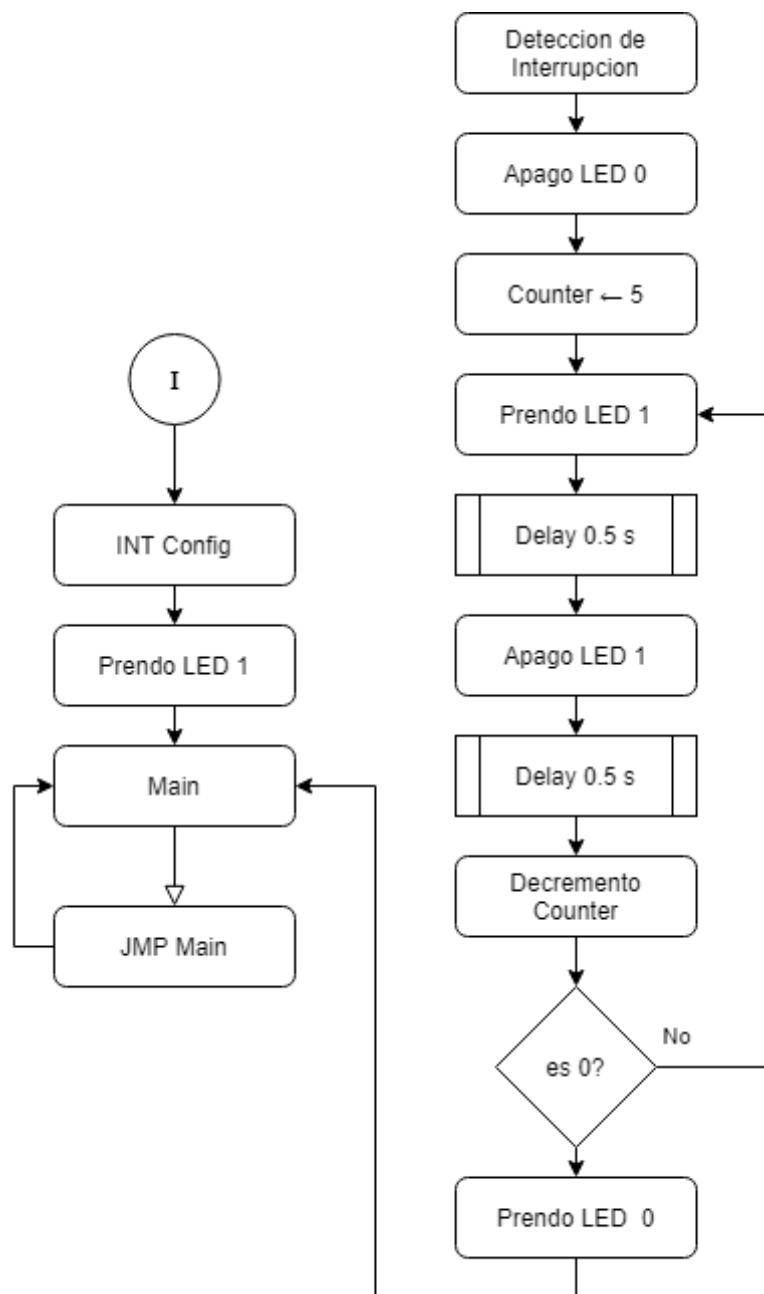 I
INT Config
Prendo LED 1
Main
JMP Main
Deteccion de
Interrupcion
Apago LED 0
Counter ← 5
Prendo LED 1
Delay 0.5 s
Apago LED 1
Delay 0.5 s
Decremento
Counter
es 0?
No
Prendo LED 0